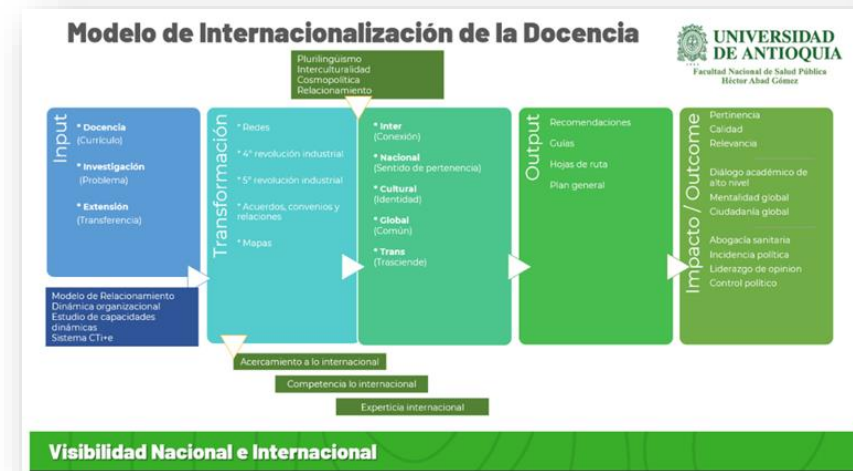 Modelo de Internacionalización de la Docencia
UNIVERSIDAD
DE ANTIOQUIA
Facultad Nacional de Salud Pública
Héctor Abad Gómez
Plurilingüismo
Interculturalidad
Cosmopolítica
Relacionamiento
Input
* Docencia
(Currículo)
* Investigación
(Problema)
* Extensión
(Transferencia)
Modelo de Relacionamiento
Dinámica organizacional
Estudio de capacidades
dinámicas
Sistema CTi+e
Transformación
* Redes
* 4° revolución industrial
* 5° revolución industrial
* Acuerdos, convenios y
relaciones
* Mapas
* Inter
(Conexión)
* Nacional
(Sentido de pertenencia)
* Cultural
(Identidad)
* Global
(Común)
* Trans
(Trasciende)
Output
Recomendaciones
Guías
Hojas de ruta
Plan general
Impacto / Outcome
Pertinencia
Calidad
Relevancia
Diálogo académico de
alto nivel
Mentalidad global
Ciudadanía global
Abogacía sanitaria
Incidencia política
Liderazgo de opinion
Control político
Acercamiento a lo internacional
Competencia lo internacional
Experticia internacional
Visibilidad Nacional e Internacional